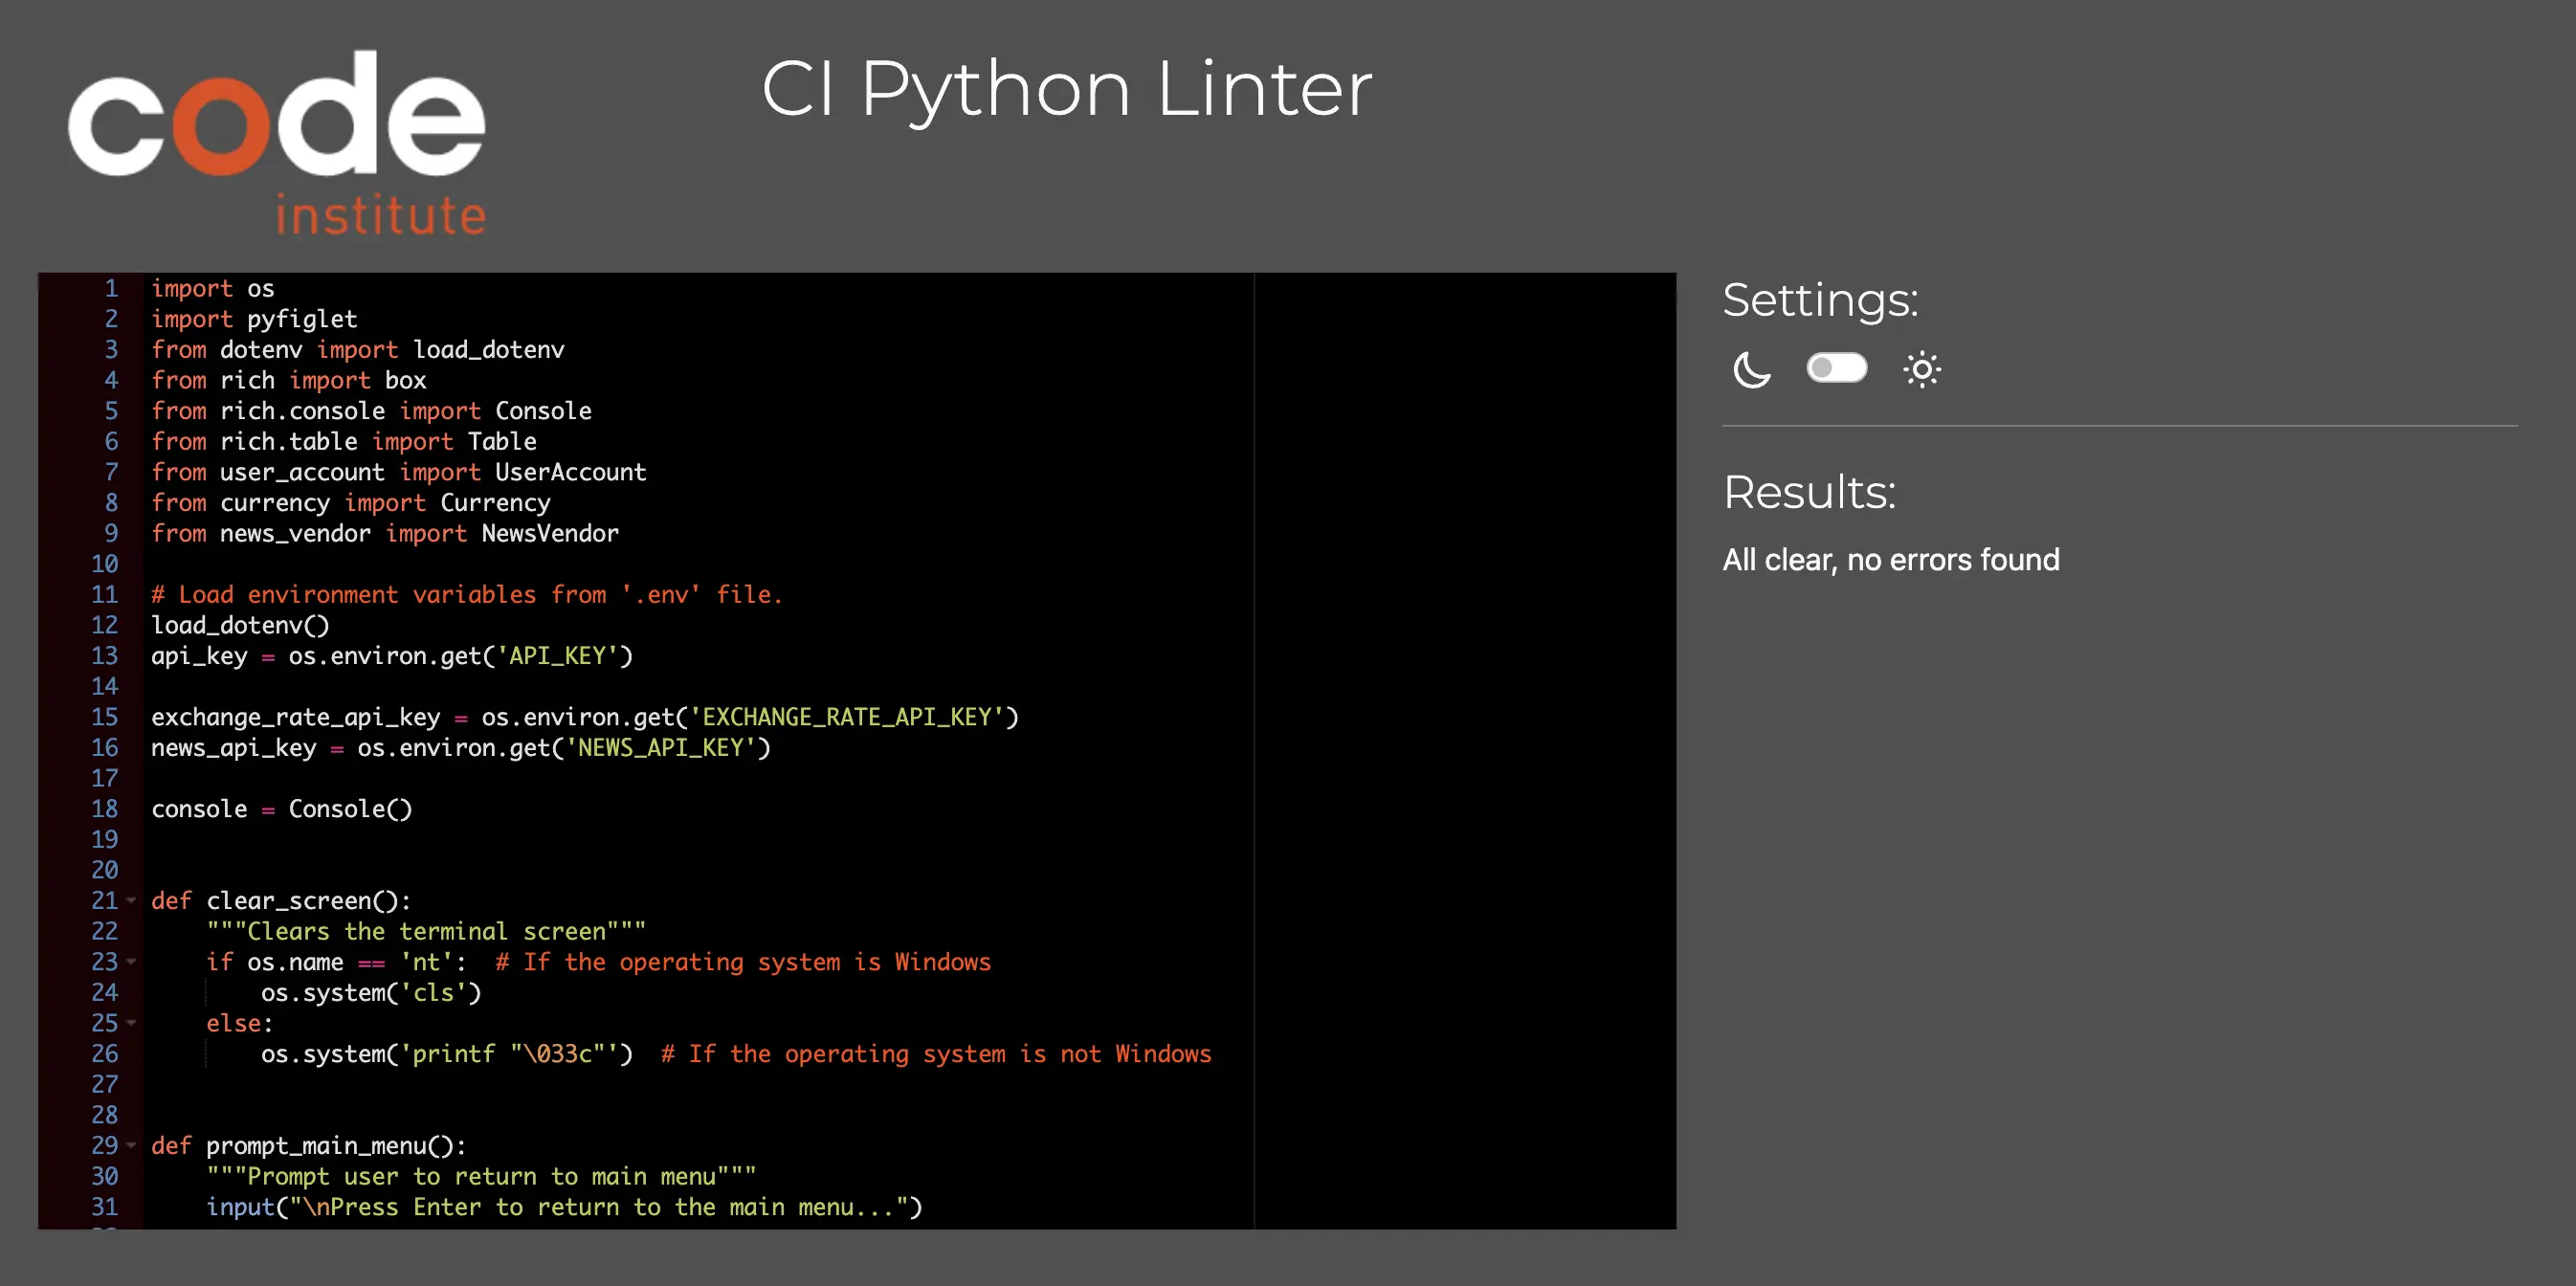 code
institute
CI Python Linter
1 import os
2 import pyfiglet
3 from dotenv import load_dotenv
4 from rich import box
5 from rich.console import Console
6 from rich.table import Table
7 from user_account import UserAccount
8 from currency import Currency
9 from news_vendor import NewsVendor
10
11 # Load environment variables from '.env' file.
12 load_dotenv()
13 api_key = os.environ.get('API_KEY')
14
15 exchange_rate_api_key = os.environ.get('EXCHANGE_RATE_API_KEY')
16 news_api_key = os.environ.get('NEWS_API_KEY')
17
18 console = Console()
19
20
21 def clear_screen():
22     """Clears the terminal screen"""
23     if os.name == 'nt':  # If the operating system is Windows
24         os.system('cls')
25     else:
26         os.system('printf "\033c"')  # If the operating system is not Windows
27
28
29 def prompt_main_menu():
30     """Prompt user to return to main menu"""
31     input("\nPress Enter to return to the main menu...")
Settings:
Results:
All clear, no errors found